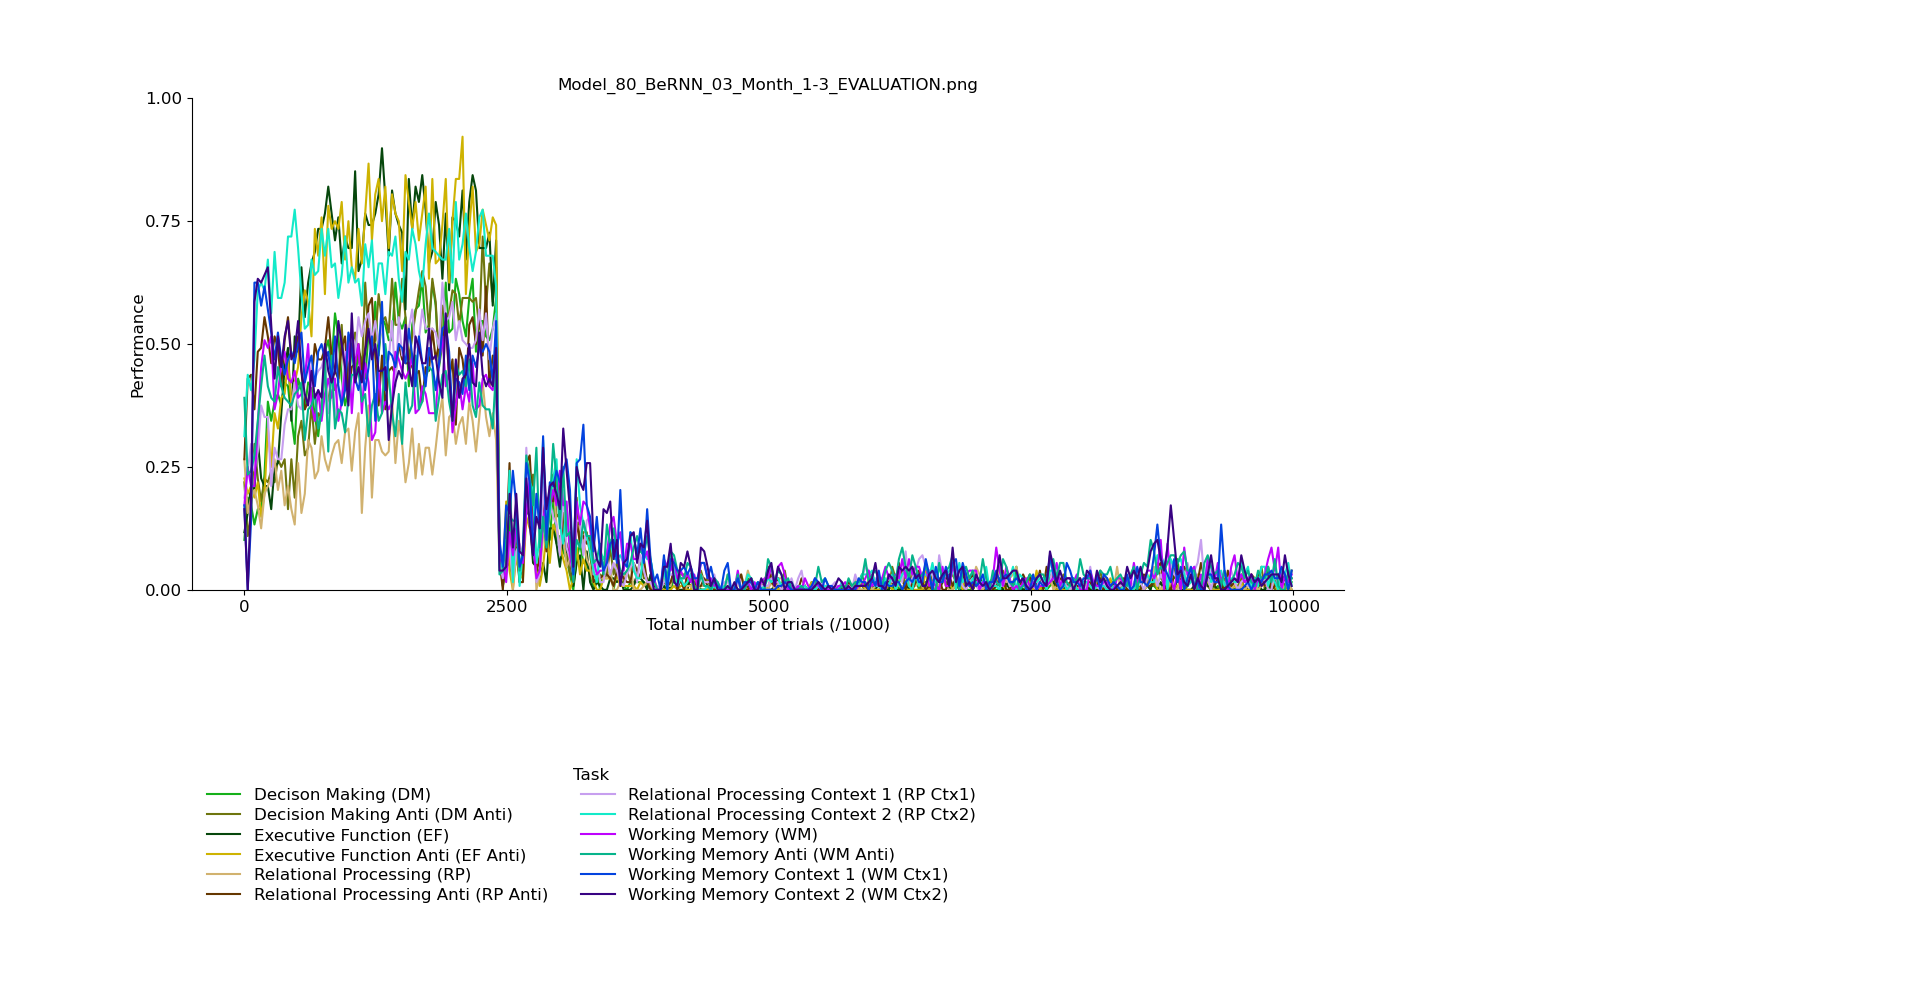 Model_80_BeRNN_03_Month_1-3_EVALUATION.png
1.00
0.75
0.50
0.25
0.00
Performance
0
2500
5000
7500
10000
Total number of trials (/1000)
Task
Decison Making (DM)
Decision Making Anti (DM Anti)
Executive Function (EF)
Executive Function Anti (EF Anti)
Relational Processing (RP)
Relational Processing Anti (RP Anti)
Relational Processing Context 1 (RP Ctx1)
Relational Processing Context 2 (RP Ctx2)
Working Memory (WM)
Working Memory Anti (WM Anti)
Working Memory Context 1 (WM Ctx1)
Working Memory Context 2 (WM Ctx2)